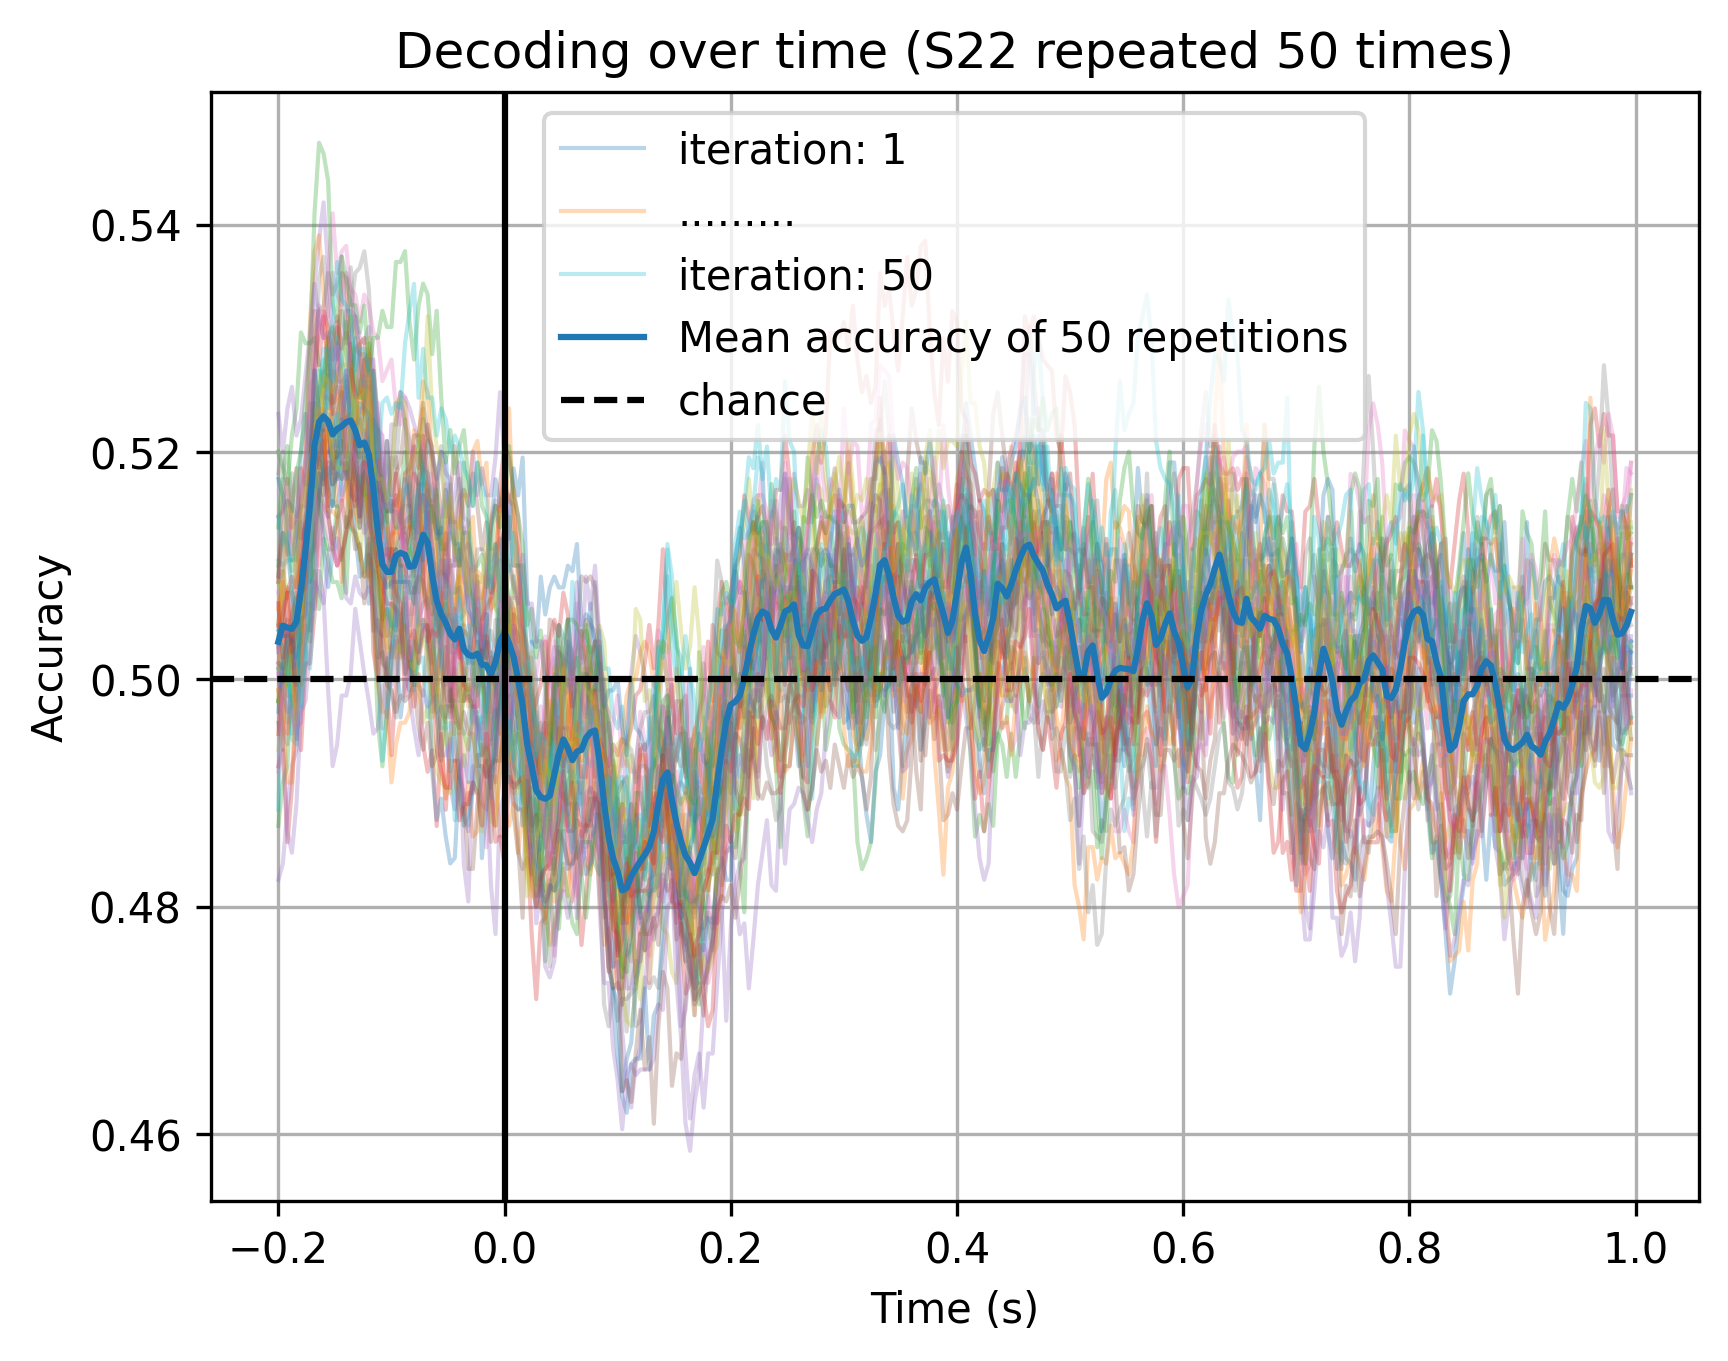 Decoding over time (S22 repeated 50 times)
iteration: 1
.........
iteration: 50
Mean accuracy of 50 repetitions
chance
Accuracy
0.54
0.52
0.50
0.48
0.46
−0.2
0.0
0.2
0.4
0.6
0.8
1.0
Time (s)